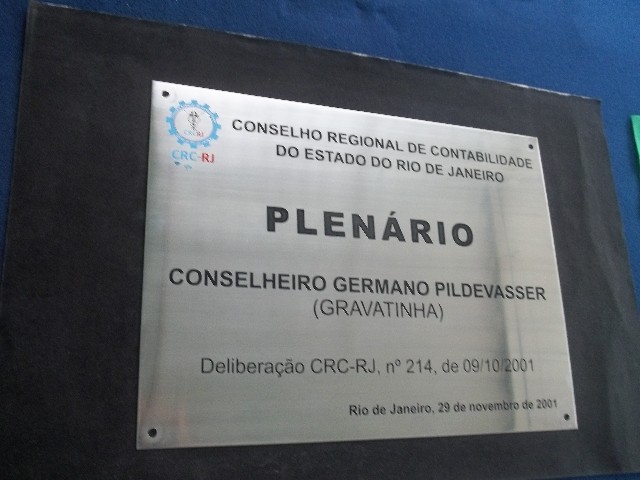 CRCRJ
CRC-RJ
CONSELHO REGIONAL DE CONTABILIDADE
DO ESTADO DO RIO DE JANEIRO
PLENÁRIO
CONSELHEIRO GERMANO PILDEVASSER
(GRAVATINHA)
Deliberação CRC-RJ, nº 214, de 09/10/2001
Rio de Janeiro, 29 de novembro de 2001